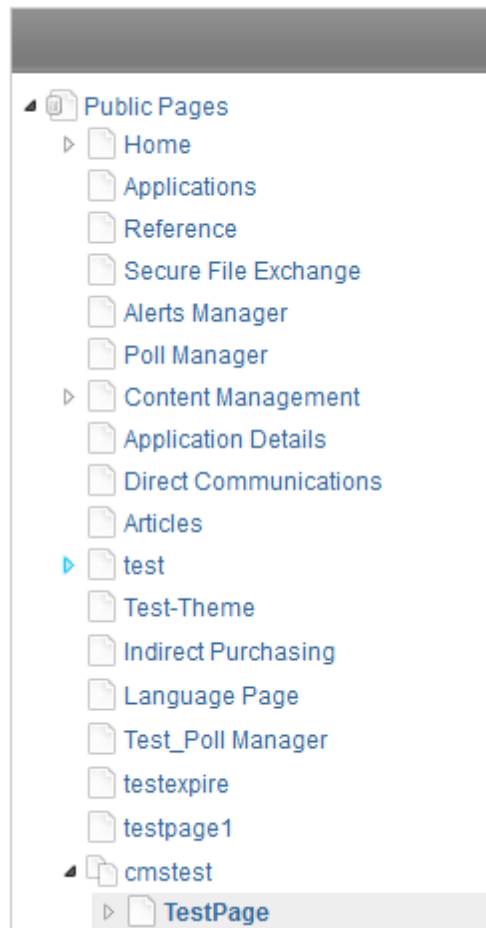 Public Pages
Home
Applications
Reference
Secure File Exchange
Alerts Manager
Poll Manager
Content Management
Application Details
Direct Communications
Articles
test
Test-Theme
Indirect Purchasing
Language Page
Test_Poll Manager
testexpire
testpage1
cmstest
TestPage